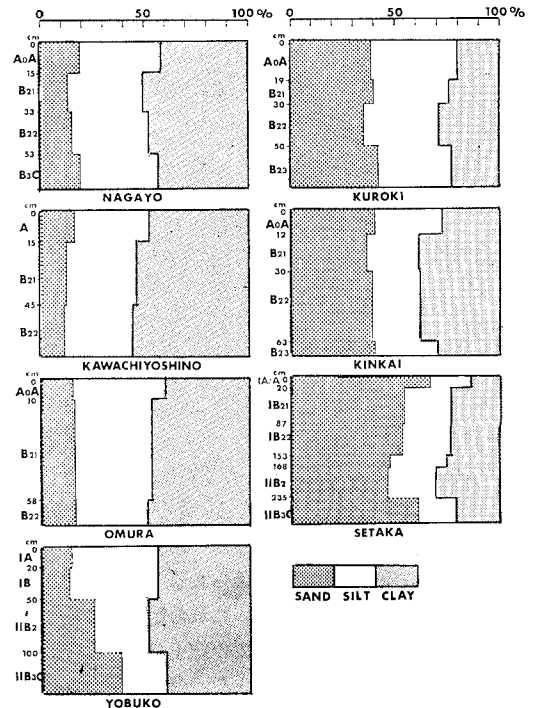 0 50 100 %
cm
0
A0A
15
B21
33
B22
53
B3C
NAGAYO
cm
0
A
15
B21
45
B22
KAWACHIYOSHINO
cm
0
A0A
10
B21
58
B22
OMURA
cm
0
IA
20
IB
50
IIB2
100
IIB3C
YOBUKO
0 50 100 %
cm
0
A0A
19
B21
30
B22
50
B23
KUROKI
cm
0
A0A
12
B21
30
B22
63
B23
KINKAI
cm
0
20
IB21
87
IB22
153
168
IIB2
235
IIB3C
SETAKA
SAND SILT CLAY